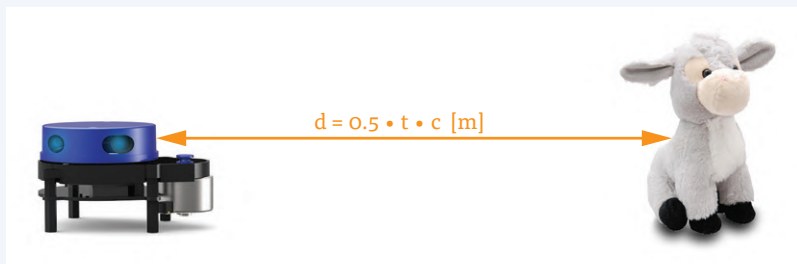 d = 0.5 • t • c [m]